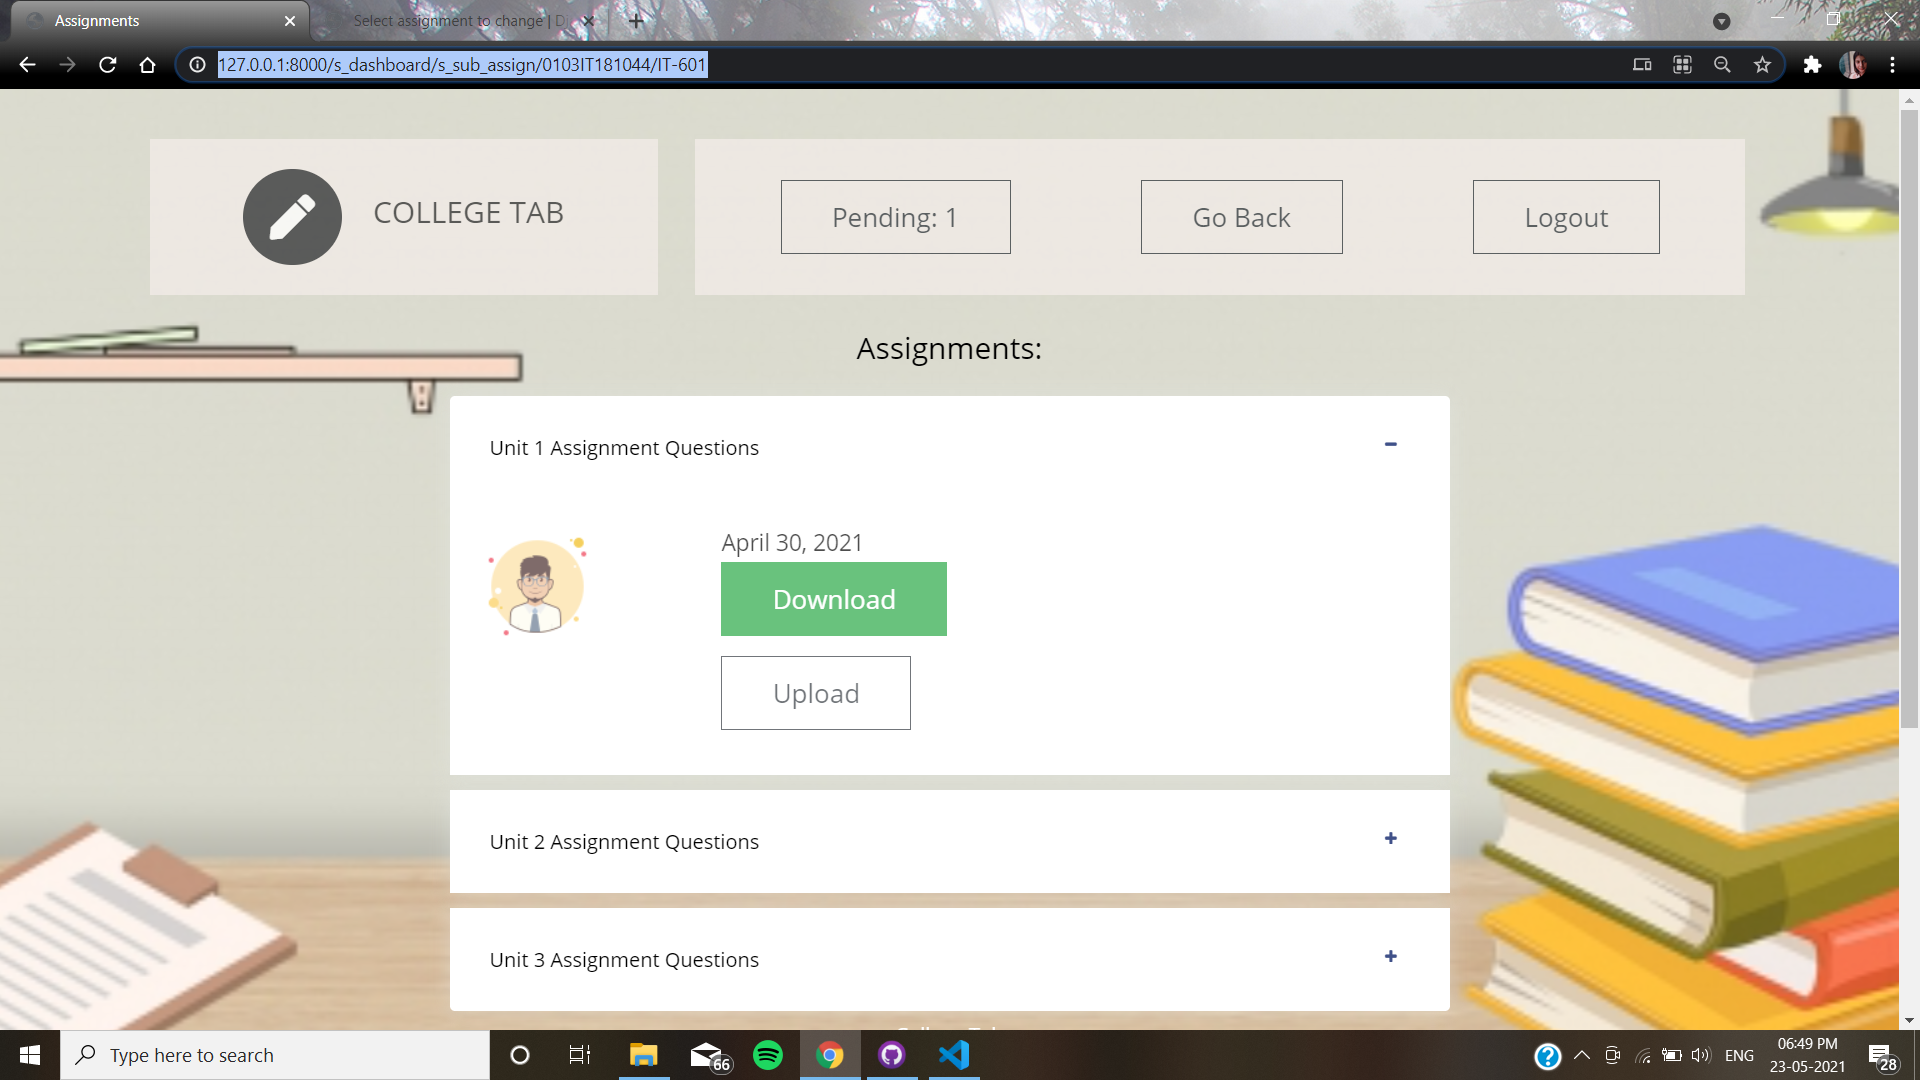 Assignments
Select assignment to change | Dj
127.0.0.1:8000/s_dashboard/s_sub_assign/0103IT181044/IT-601
COLLEGE TAB
Pending: 1
Go Back
Logout
Assignments:
Unit 1 Assignment Questions
April 30, 2021
Download
Upload
Unit 2 Assignment Questions
Unit 3 Assignment Questions
Type here to search
66
ENG
06:49 PM
23-05-2021
28